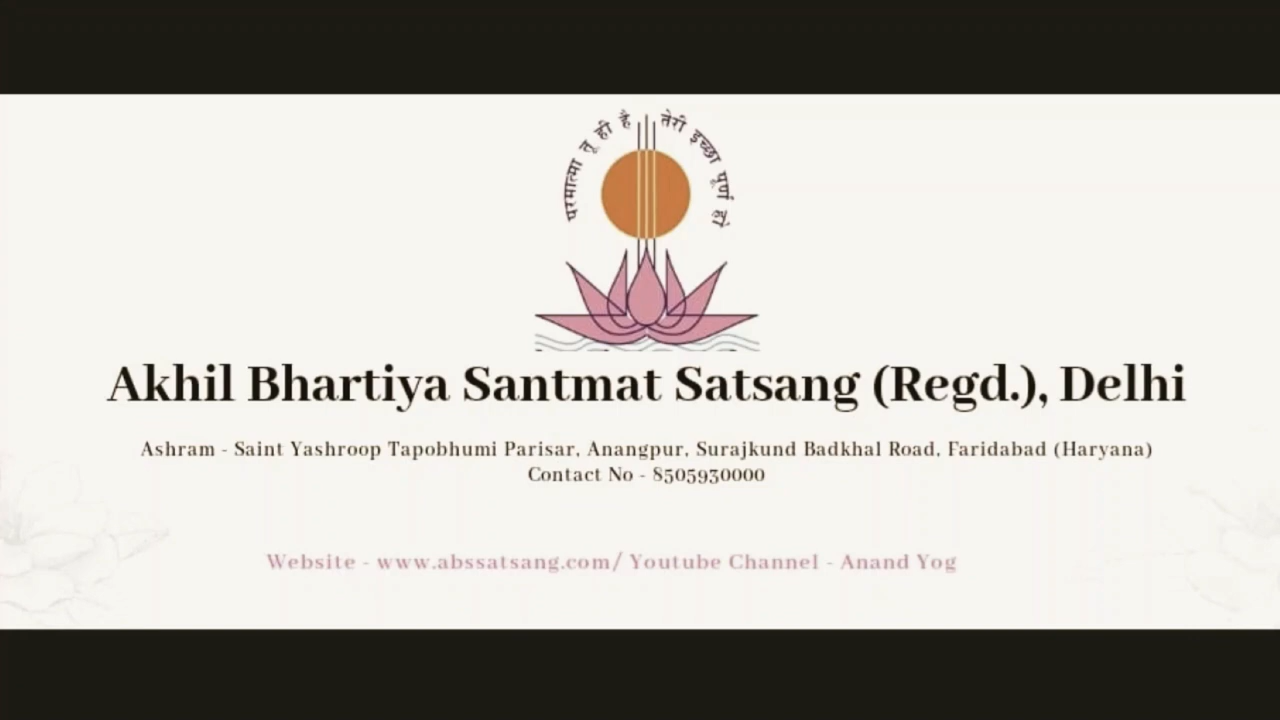 परमात्मा तू ही है तेरी इच्छा पूर्ण हो
Akhil Bhartiya Santmat Satsang (Regd.), Delhi
Ashram - Saint Yashroop Tapobhumi Parisar, Anangpur, Surajkund Badkhal Road, Faridabad (Haryana)
Contact No - 8505930000
Website - www.abssatsang.com/ Youtube Channel - Anand Yog